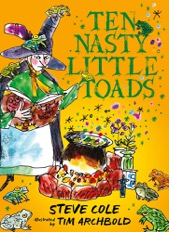 TEN
NASTY
LITTLE
TOADS
STEVE COLE
illustrated by TIM ARCHBOLD